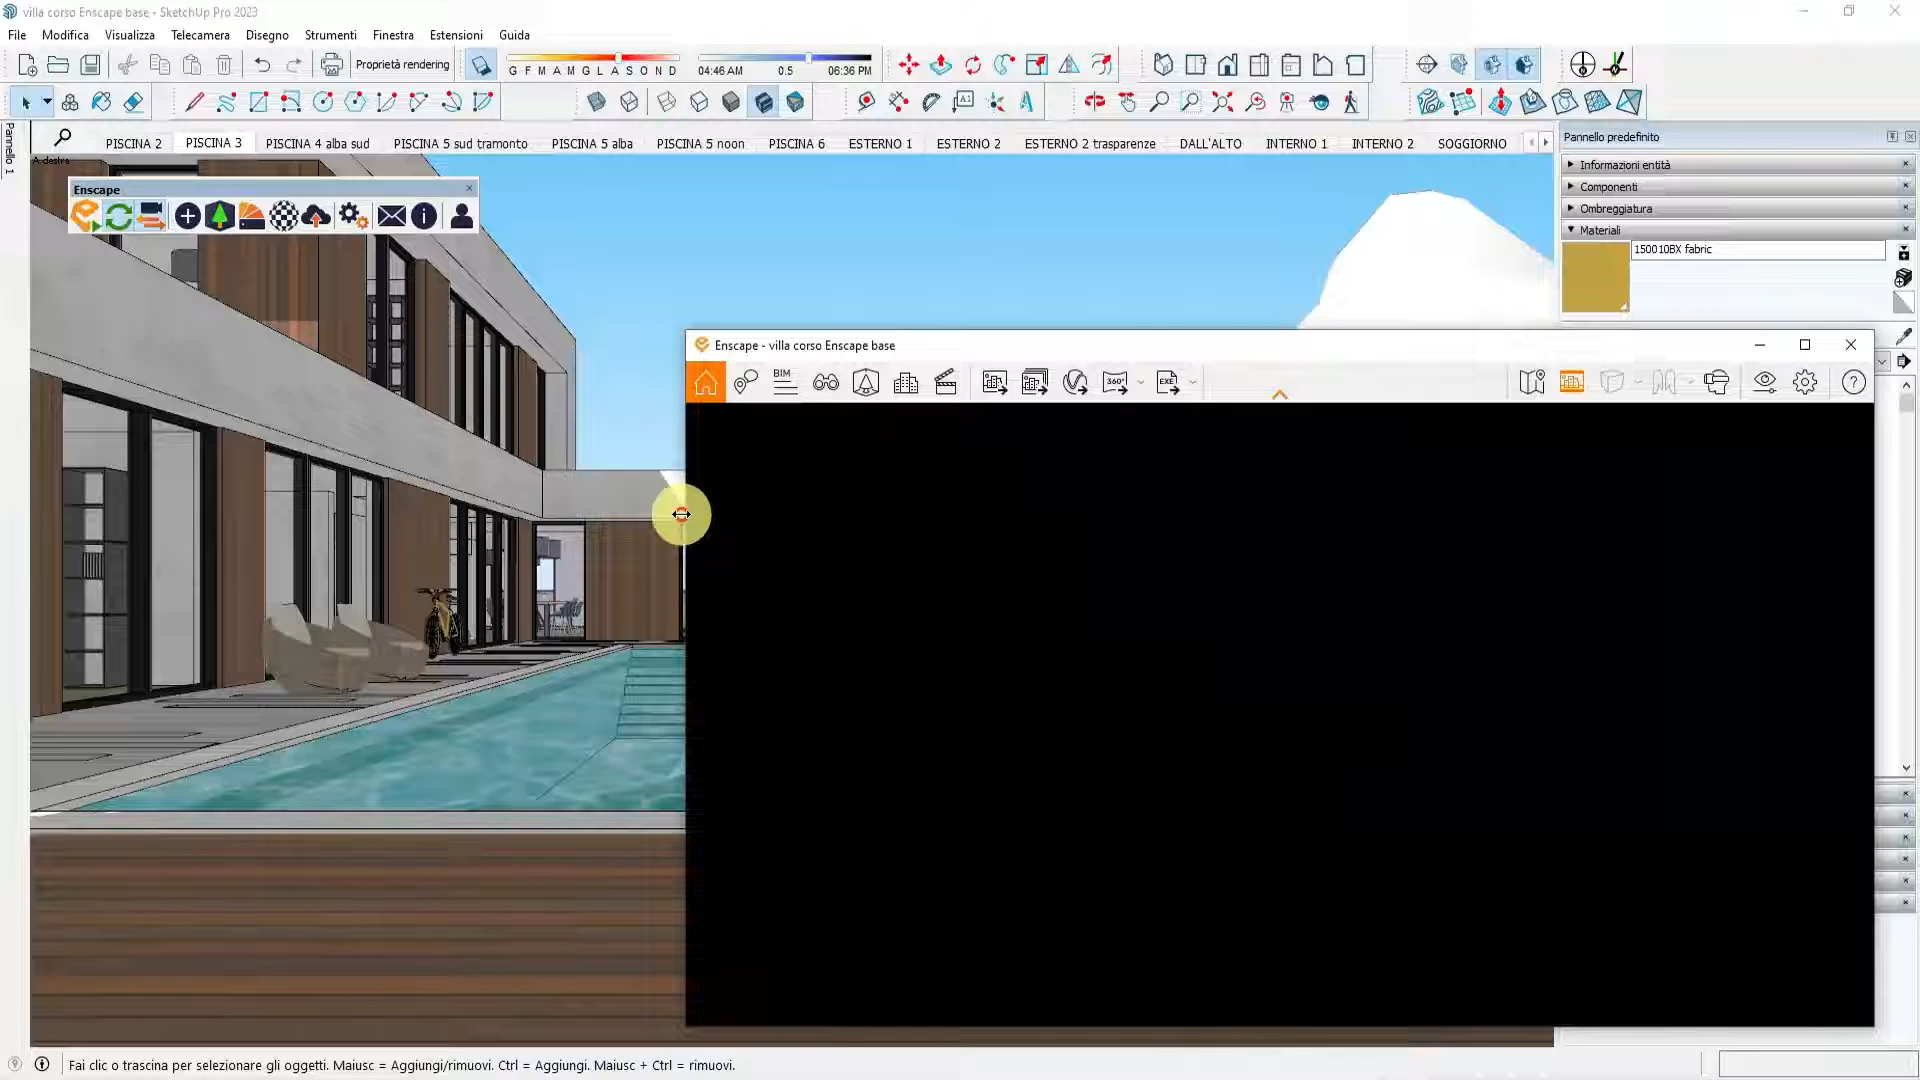 villa corso Enscape base - SketchUp Pro 2023
File Modifica Visualizza Telecamera Disegno Strumenti Finestra Estensioni Guida
Proprietà rendering
G F M A M G L A S O N D
04:46 AM 0.5 06:36 PM
PISCINA 2 PISCINA 3 PISCINA 4 alba sud PISCINA 5 sud tramonto PISCINA 5 alba PISCINA 5 noon PISCINA 6 ESTERNO 1 ESTERNO 2 ESTERNO 2 trasparenze DALL'ALTO INTERNO 1 INTERNO 2 SOGGIORNO
Pannello 1
A destra
Enscape
Pannello predefinito
Informazioni entità
Componenti
Ombreggiatura
Materiali
150010BX fabric
Enscape - villa corso Enscape base
BIM
360°
EXE
Fai clic o trascina per selezionare gli oggetti. Maiusc = Aggiungi/rimuovi. Ctrl = Aggiungi. Maiusc + Ctrl = rimuovi.